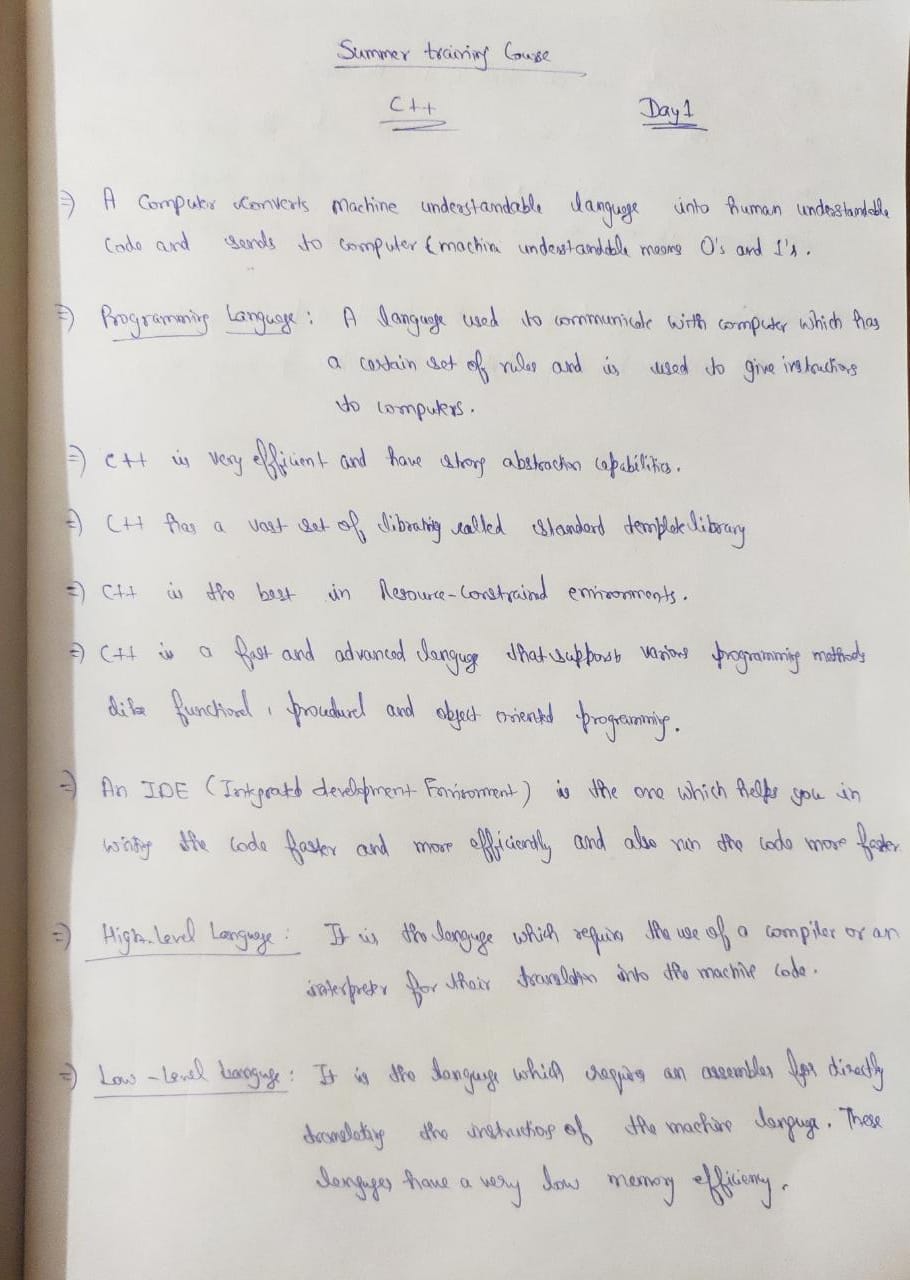 Summer training Course
C++ Day 1
⇒ A Computer converts machine understandable language into human understandable
Code and sends to computer (machine understandable means 0's and 1's.
⇒ Programming Language : A language used to communicate with computer which has
a certain set of rules and is used to give instructions
to computers.
⇒ C++ is very efficient and have strong abstraction capabilities.
⇒ C++ has a vast set of libraries called standard template library
⇒ C++ is the best in Resource-Constraind environments.
⇒ C++ is a fast and advanced language that supports various programming methods
like functional, procedural and object oriented programming.
⇒ An IDE (Integrated development Environment) is the one which helps you in
writing the code faster and more efficiently and also run the code more faster.
⇒ High-Level Language : It is the language which requires the use of a compiler or an
interpreter for their translation into the machine code.
⇒ Low-Level Language : It is the language which requires an assembler for directly
translating the instructions of the machine language. These
languages have a very low memory efficiency.